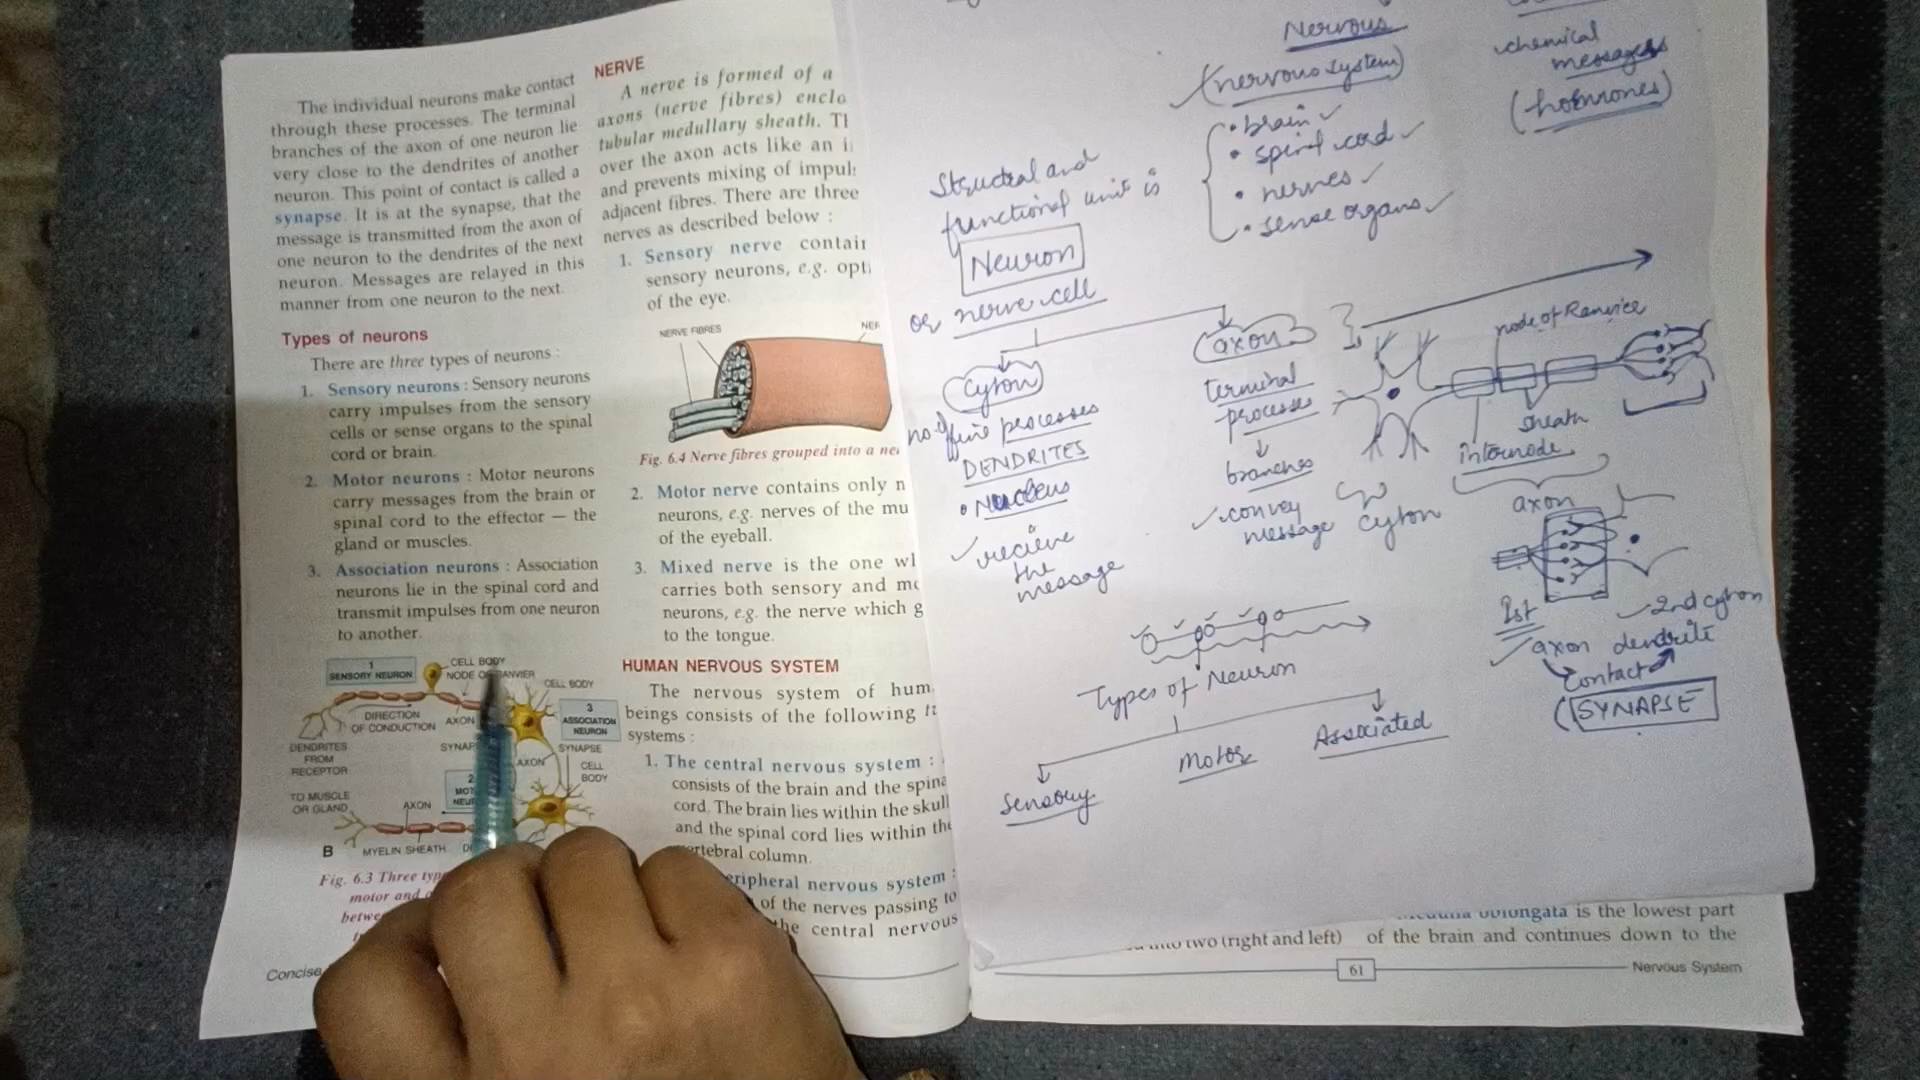 The individual neurons make contact
through these processes. The terminal
branches of the axon of one neuron lie
very close to the dendrites of another
neuron. This point of contact is called a
synapse. It is at the synapse, that the
message is transmitted from the axon of
one neuron to the dendrites of the next
neuron. Messages are relayed in this
manner from one neuron to the next.
Types of neurons
There are three types of neurons :
1. Sensory neurons : Sensory neurons
carry impulses from the sensory
cells or sense organs to the spinal
cord or brain.
2. Motor neurons : Motor neurons
carry messages from the brain or
spinal cord to the effector — the
gland or muscles.
3. Association neurons : Association
neurons lie in the spinal cord and
transmit impulses from one neuron
to another.
1
SENSORY NEURON
CELL BODY
NODE
CELL BODY
DIRECTION
OF CONDUCTION
AXON
3
ASSOCIATION
NEURON
DENDRITES
FROM
RECEPTOR
SYNAPSE
AXON
CELL
BODY
TO MUSCLE
OR GLAND
AXON
2
B
MYELIN SHEATH
Fig. 6.3 Three
motor and
Concise
NERVE
A nerve is formed of a
axons (nerve fibres)
tubular medullary sheath.
over the axon acts like an
and prevents mixing of
adjacent fibres. There are three
nerves as described below :
1. Sensory nerve
sensory neurons, e.g.
of the eye.
NERVE FIBRES
Fig. 6.4 Nerve fibres grouped into a
2. Motor nerve contains only
neurons, e.g. nerves of the
of the eyeball.
3. Mixed nerve is the one
carries both sensory and
neurons, e.g. the nerve which
to the tongue.
HUMAN NERVOUS SYSTEM
The nervous system of
beings consists of the following
systems :
1. The central nervous system :
consists of the brain and the
cord. The brain lies within the skull
and the spinal cord lies within the
column.
nervous system :
of the nerves passing to
central nervous
Nervous
(nervous system)
• brain ✓
• spinal cord ✓
• nerves ✓
• sense organs ✓
chemical
messages
(hormones)
Structral and
functional unit is
Neuron
or nerve cell
Cyton
no. of fine processes
DENDRITES
• Nucleus
✓ recieve
the
message
axon
terminal
processes
branches
✓ convey
message
node of Ranvier
sheath
internode
axon
cyton
1st
✓ axon
✓ 2nd cyton
dendrite
contact
(SYNAPSE
Types of Neuron
Sensory
Motor
Associated
two (right and left)
oblongata is the lowest part
of the brain and continues down to the
61
Nervous System